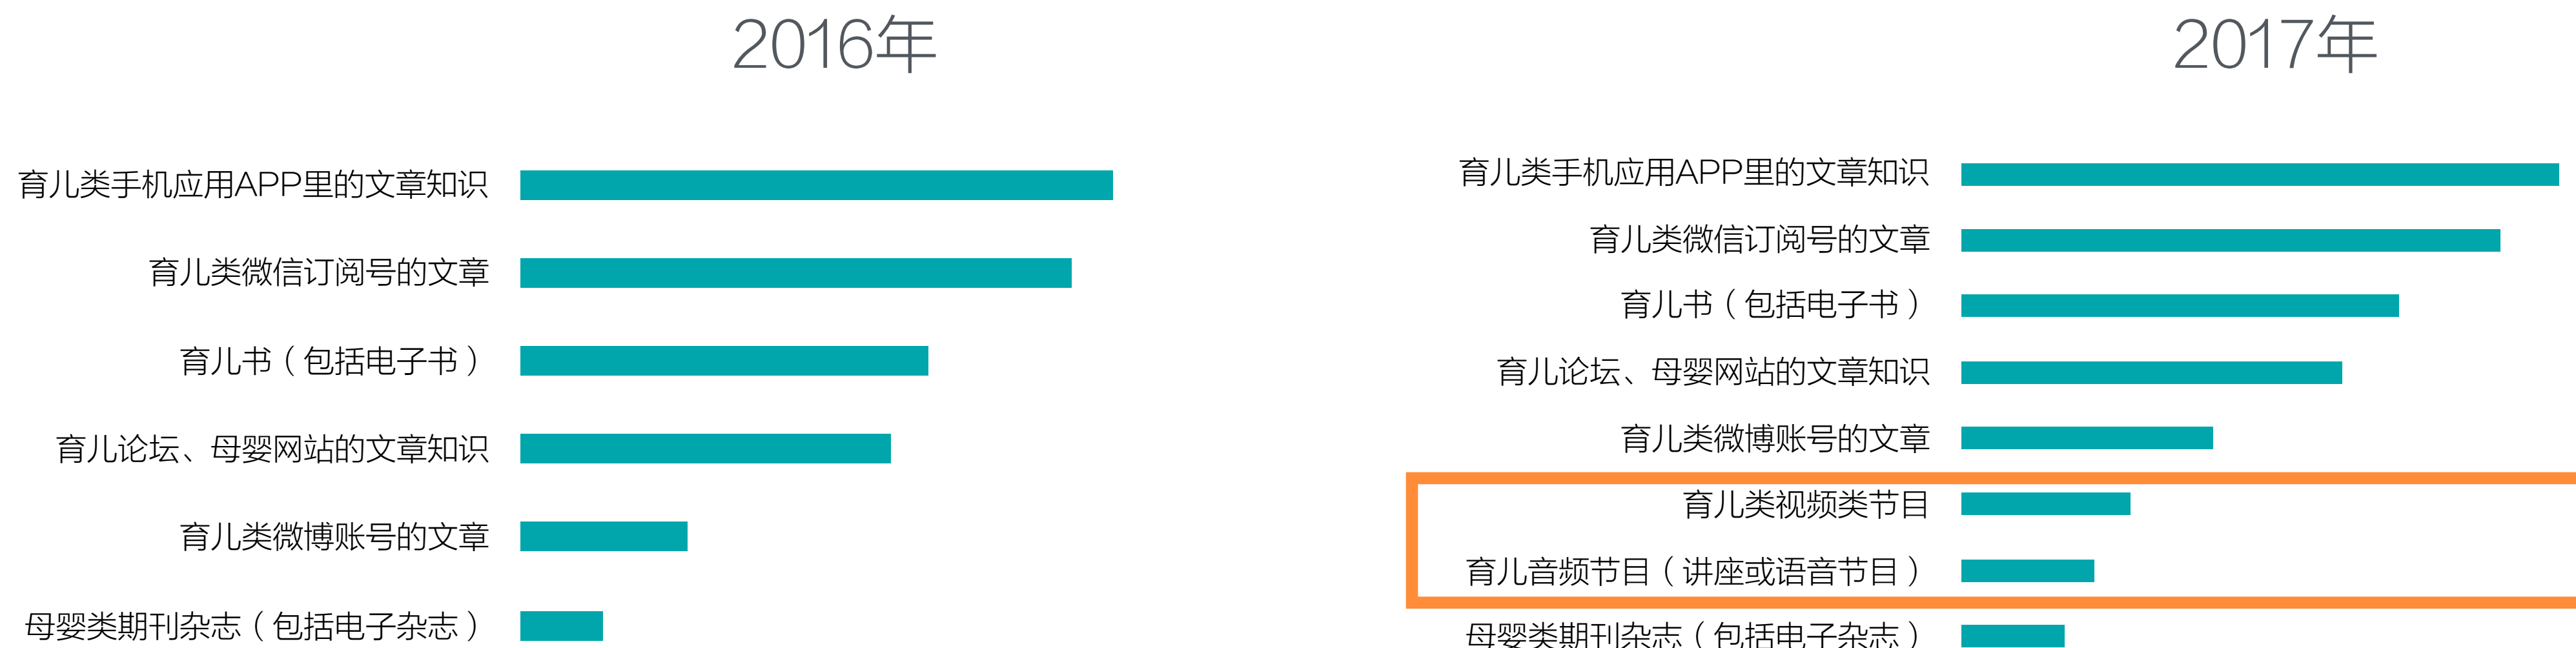 2016年
育儿类手机应用APP里的文章知识
育儿类微信订阅号的文章
育儿书（包括电子书）
育儿论坛、母婴网站的文章知识
育儿类微博账号的文章
母婴类期刊杂志（包括电子杂志）
2017年
育儿类手机应用APP里的文章知识
育儿类微信订阅号的文章
育儿书（包括电子书）
育儿论坛、母婴网站的文章知识
育儿类微博账号的文章
育儿类视频类节目
育儿音频节目（讲座或语音节目）
母婴类期刊杂志（包括电子杂志）